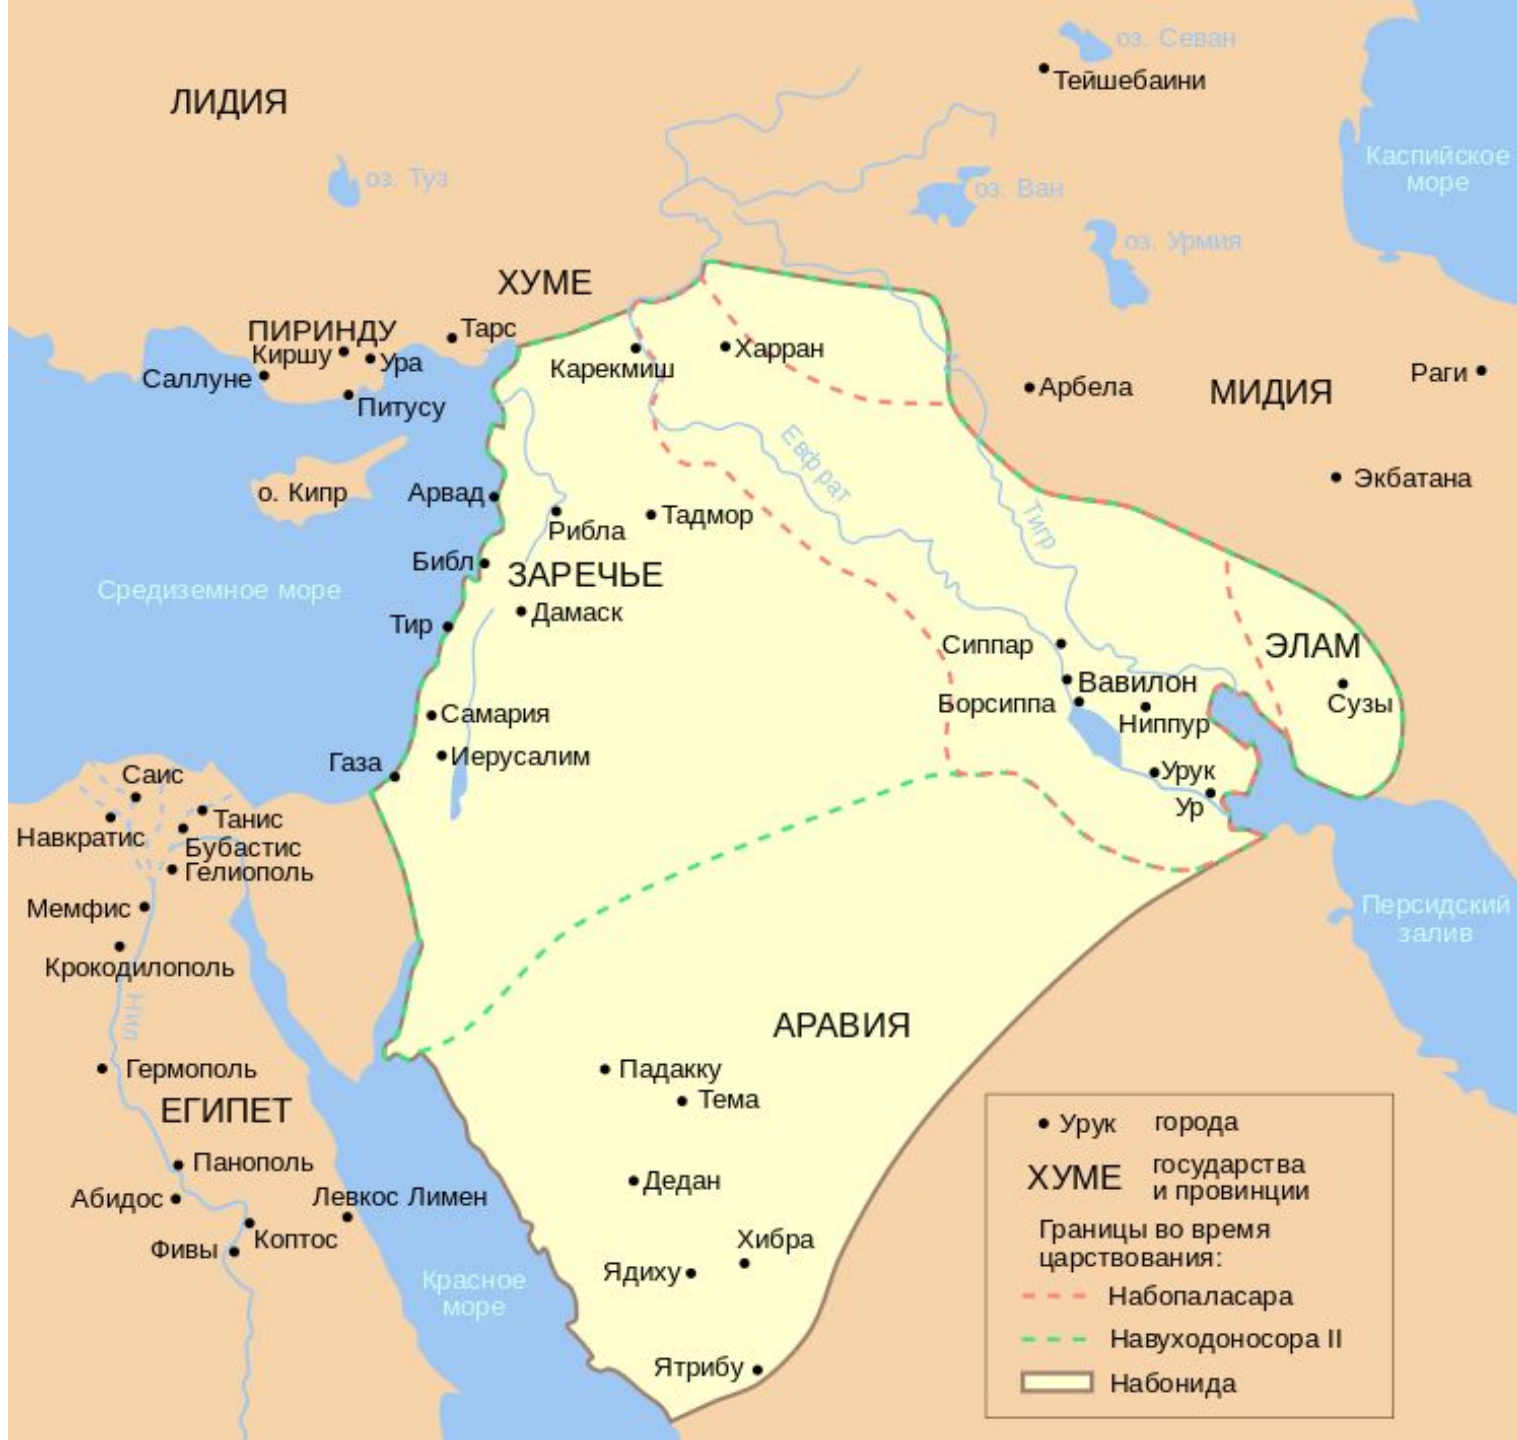 оз. Севан
Тейшебаини
ЛИДИЯ
Каспийское
море
оз. Туз
оз. Ван
оз. Урмия
ХУМЕ
ПИРИНДУ
Тарс
Киршу
Ура
Саллуне
Питусу
Карекмиш
Харран
Арбела
МИДИЯ
Раги
Евфрат
Экбатана
о. Кипр
Арвад
Рибла
Тадмор
Тигр
Библ
ЗАРЕЧЬЕ
Средиземное море
Дамаск
Тир
Сиппар
ЭЛАМ
Вавилон
Борсиппа
Сузы
Ниппур
Самария
Иерусалим
Газа
Урук
Ур
Саис
Танис
Навкратис
Бубастис
Гелиополь
Мемфис
Персидский
залив
Крокодилополь
Нил
АРАВИЯ
Гермополь
Падакку
ЕГИПЕТ
Тема
Панополь
Дедан
Абидос
Левкос Лимен
Коптос
Фивы
Хибра
Ядиху
Красное
море
Ятрибу
Урук города
ХУМЕ государства
и провинции
Границы во время
царствования:
Набопаласара
Навуходоносора II
Набонида